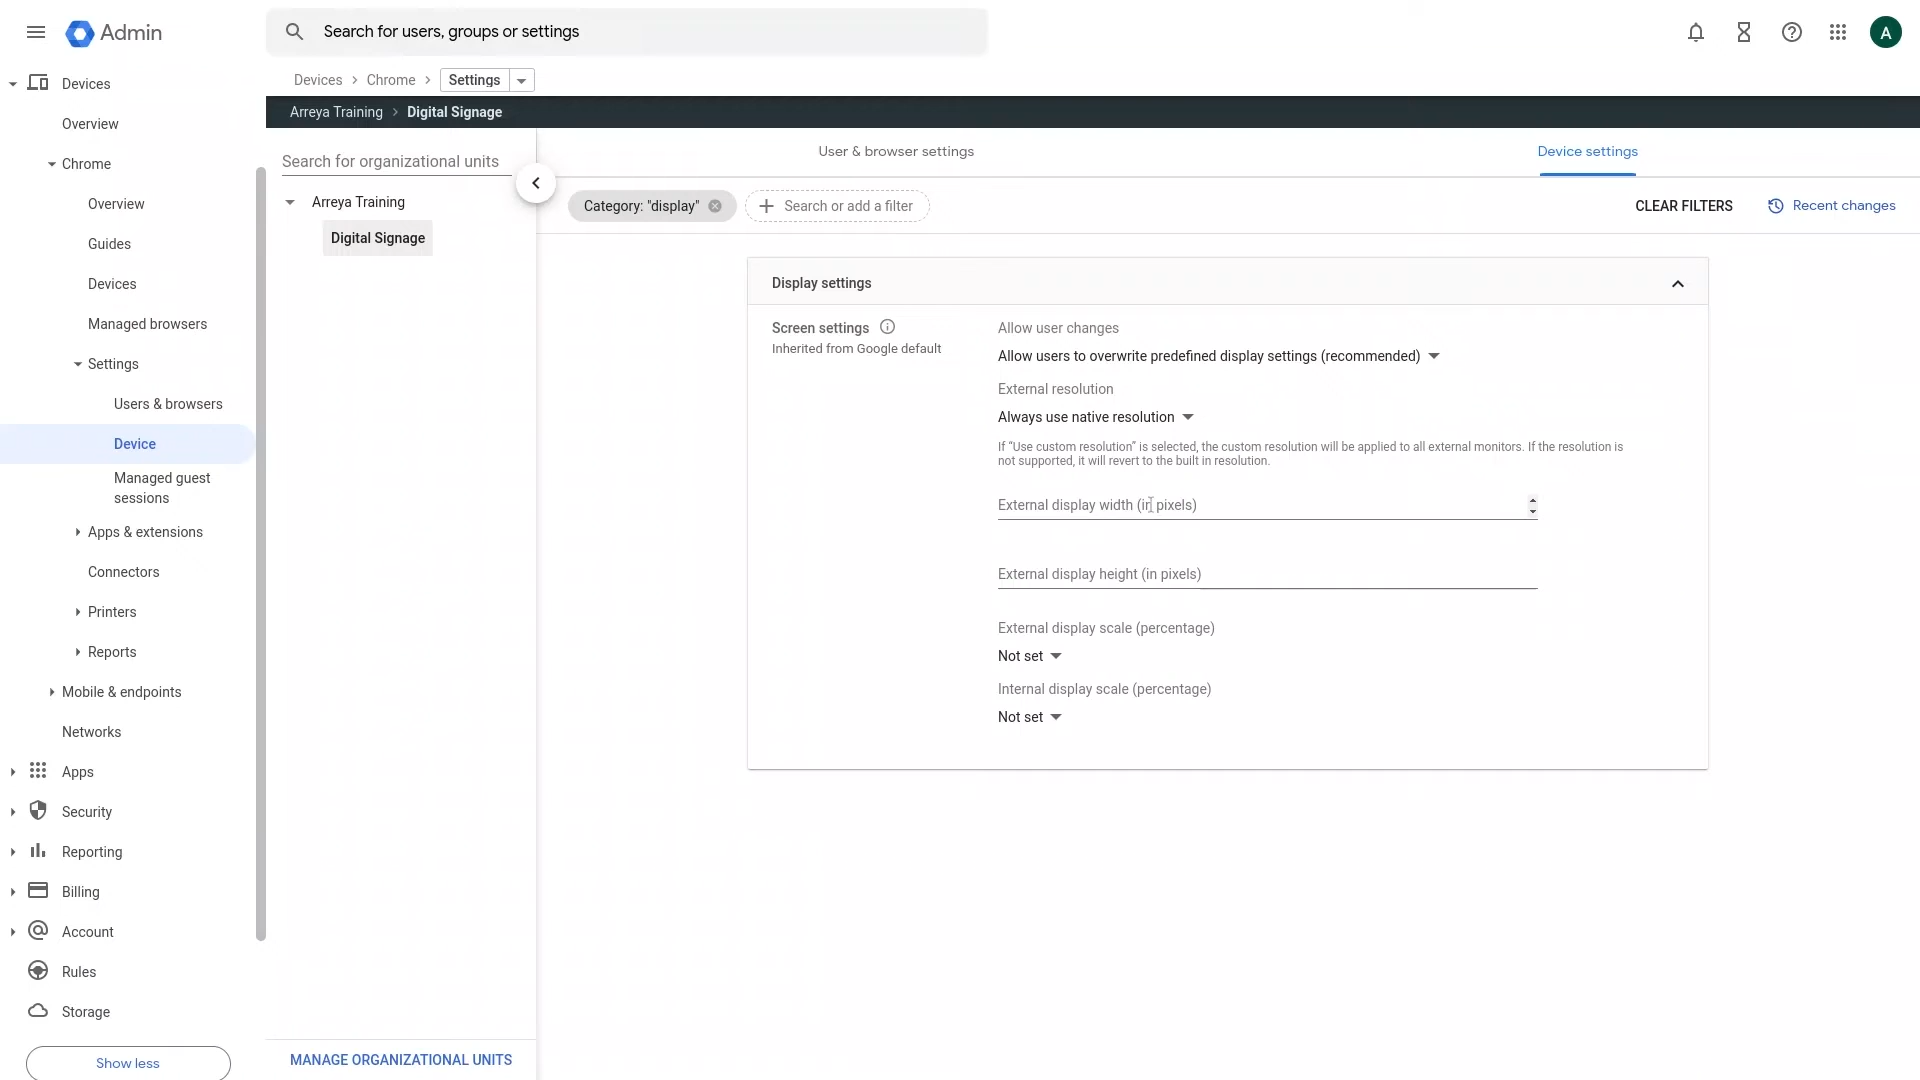 Admin
Search for users, groups or settings
A
Devices
Overview
Chrome
Overview
Guides
Devices
Managed browsers
Settings
Users & browsers
Device
Managed guest
sessions
Apps & extensions
Connectors
Printers
Reports
Mobile & endpoints
Networks
Apps
Security
Reporting
Billing
Account
Rules
Storage
Show less
Devices > Chrome > Settings
Arreya Training > Digital Signage
Search for organizational units
Arreya Training
Digital Signage
MANAGE ORGANIZATIONAL UNITS
User & browser settings
Device settings
Category: "display"
Search or add a filter
CLEAR FILTERS
Recent changes
Display settings
Screen settings
Inherited from Google default
Allow user changes
Allow users to overwrite predefined display settings (recommended)
External resolution
Always use native resolution
If “Use custom resolution” is selected, the custom resolution will be applied to all external monitors. If the resolution is
not supported, it will revert to the built in resolution.
External display width (in pixels)
External display height (in pixels)
External display scale (percentage)
Not set
Internal display scale (percentage)
Not set